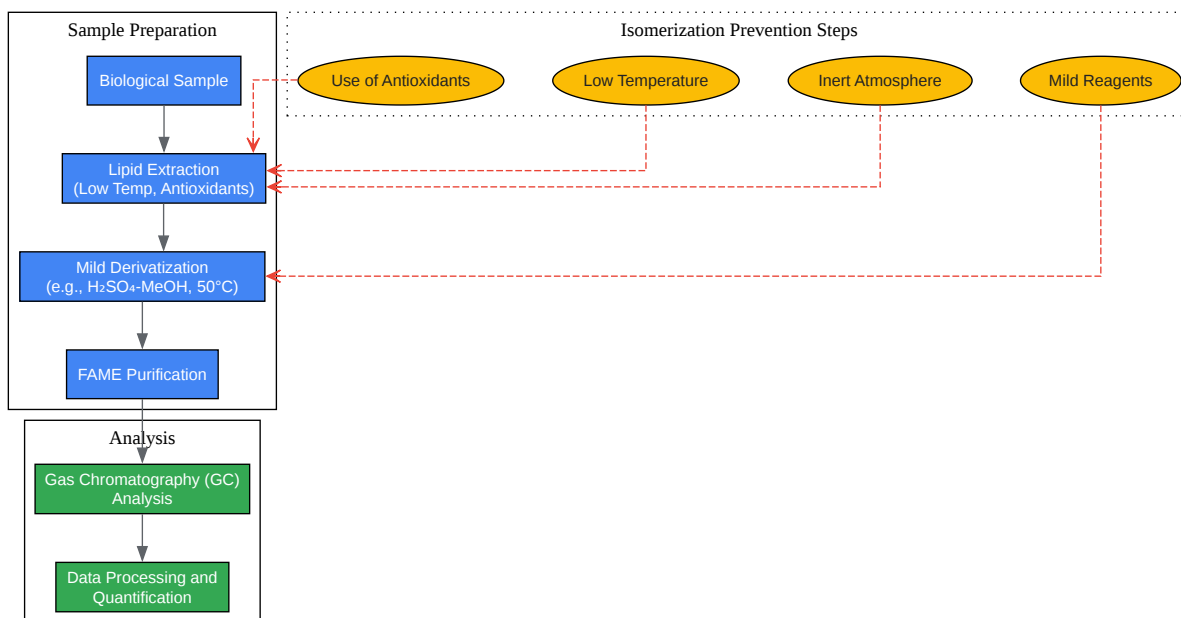 Sample Preparation
Isomerization Prevention Steps
Biological Sample
Use of Antioxidants
Low Temperature
Inert Atmosphere
Mild Reagents
Lipid Extraction
(Low Temp, Antioxidants)
Mild Derivatization
(e.g., H₂SO₄-MeOH, 50°C)
FAME Purification
Analysis
Gas Chromatography (GC)
Analysis
Data Processing and
Quantification